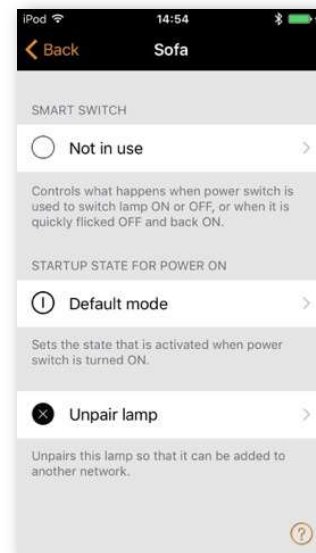 iPod 14:54
Back Sofa
SMART SWITCH
Not in use
Controls what happens when power switch is
used to switch lamp ON or OFF, or when it is
quickly flicked OFF and back ON.
STARTUP STATE FOR POWER ON
Default mode
Sets the state that is activated when power
switch is turned ON.
Unpair lamp
Unpairs this lamp so that it can be added to
another network.
?